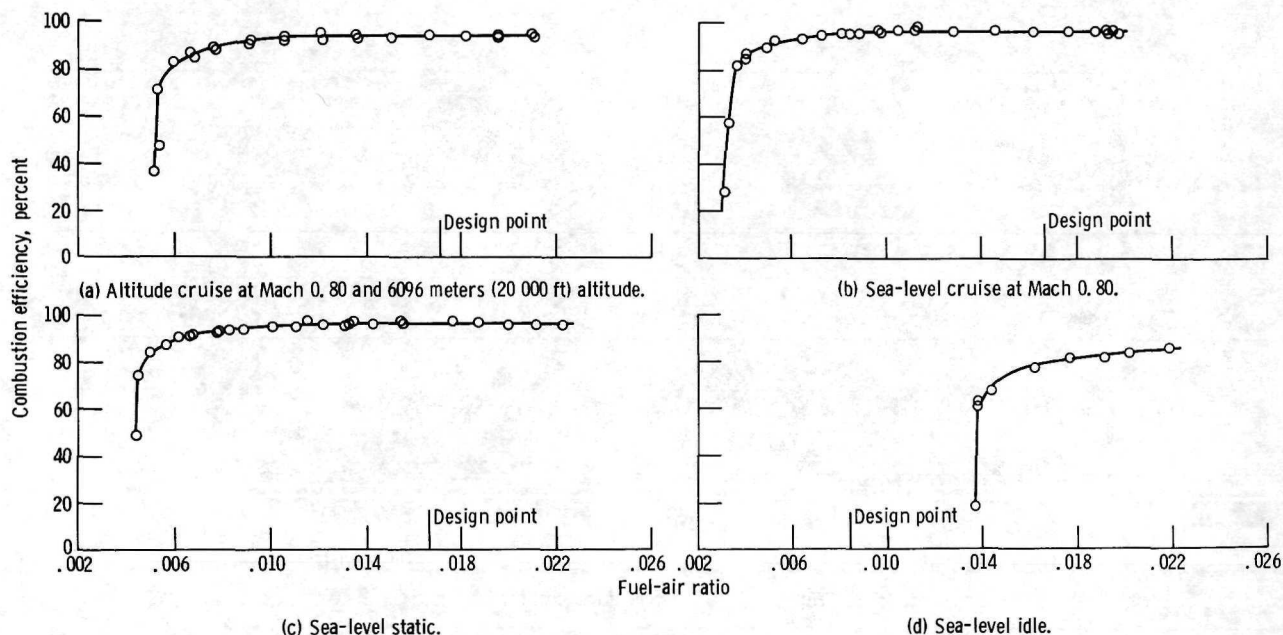 100
80
60
40
20
0
Combustion efficiency, percent
Design point
Design point
(a) Altitude cruise at Mach 0.80 and 6096 meters (20 000 ft) altitude.
(b) Sea-level cruise at Mach 0.80.
100
80
60
40
20
0
Design point
Design point
.002 .006 .010 .014 .018 .022 .026
2002 .006 .010 .014 .018 .022 .026
Fuel-air ratio
(c) Sea-level static.
(d) Sea-level idle.